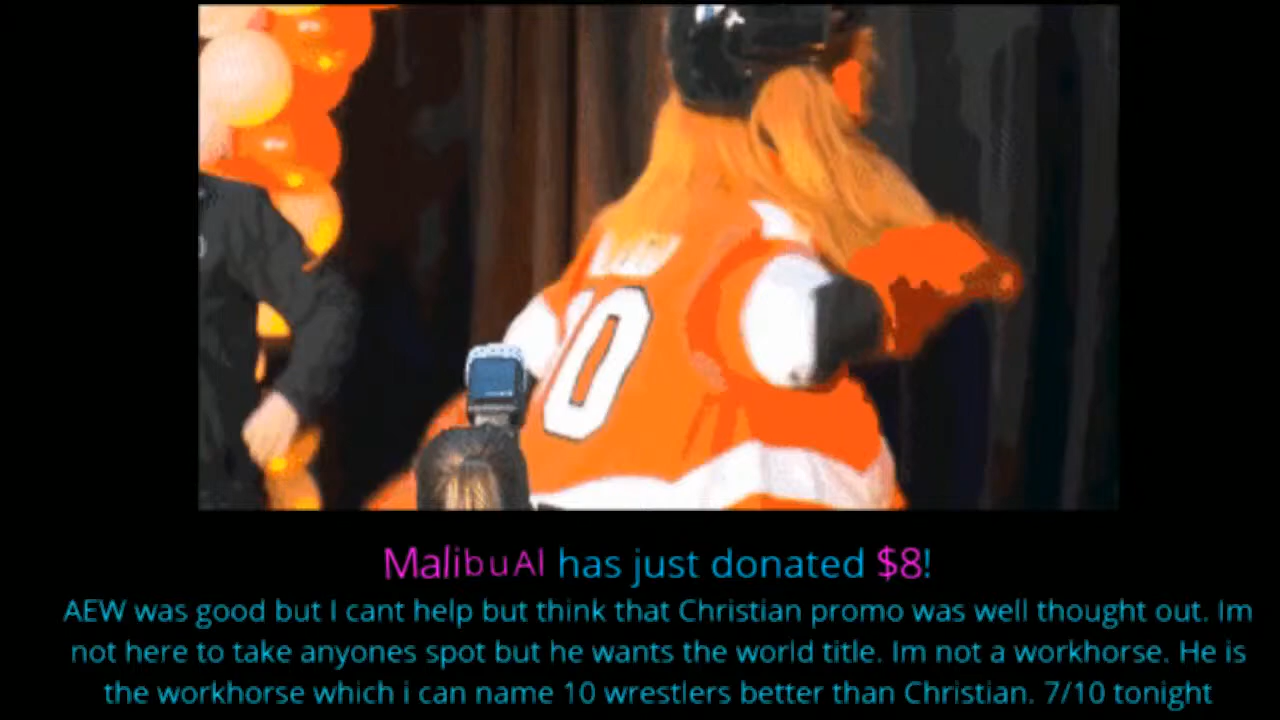 00
MalibuAl has just donated $8!
AEW was good but I cant help but think that Christian promo was well thought out. Im
not here to take anyones spot but he wants the world title. Im not a workhorse. He is
the workhorse which i can name 10 wrestlers better than Christian. 7/10 tonight